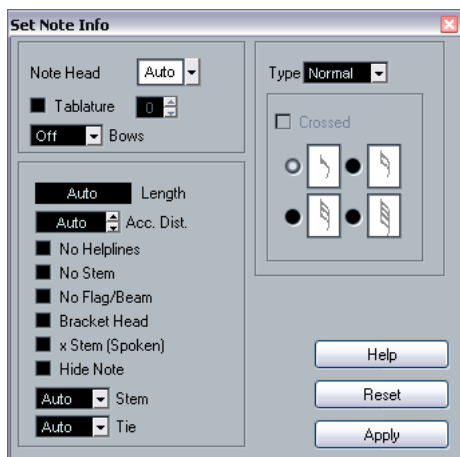 Set Note Info
Note Head Auto
Tablature 0
Off Bows
Auto Length
Auto Acc. Dist.
No Helplines
No Stem
No Flag/Beam
Bracket Head
x Stem (Spoken)
Hide Note
Auto Stem
Auto Tie
Type Normal
Crossed
Help
Reset
Apply